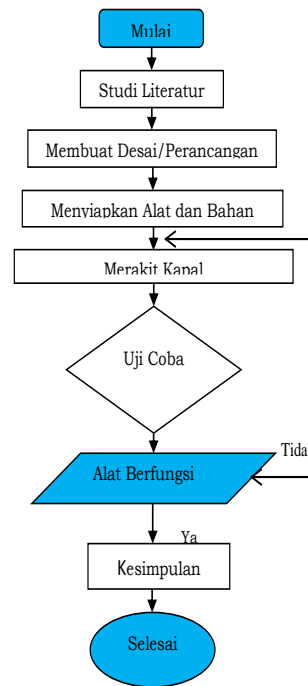 Mulai
Studi Literatur
Membuat Desai/Perancangan
Menyiapkan Alat dan Bahan
Merakit Kapal
Uji Coba
Tida
Alat Berfungsi
Ya
Kesimpulan
Selesai